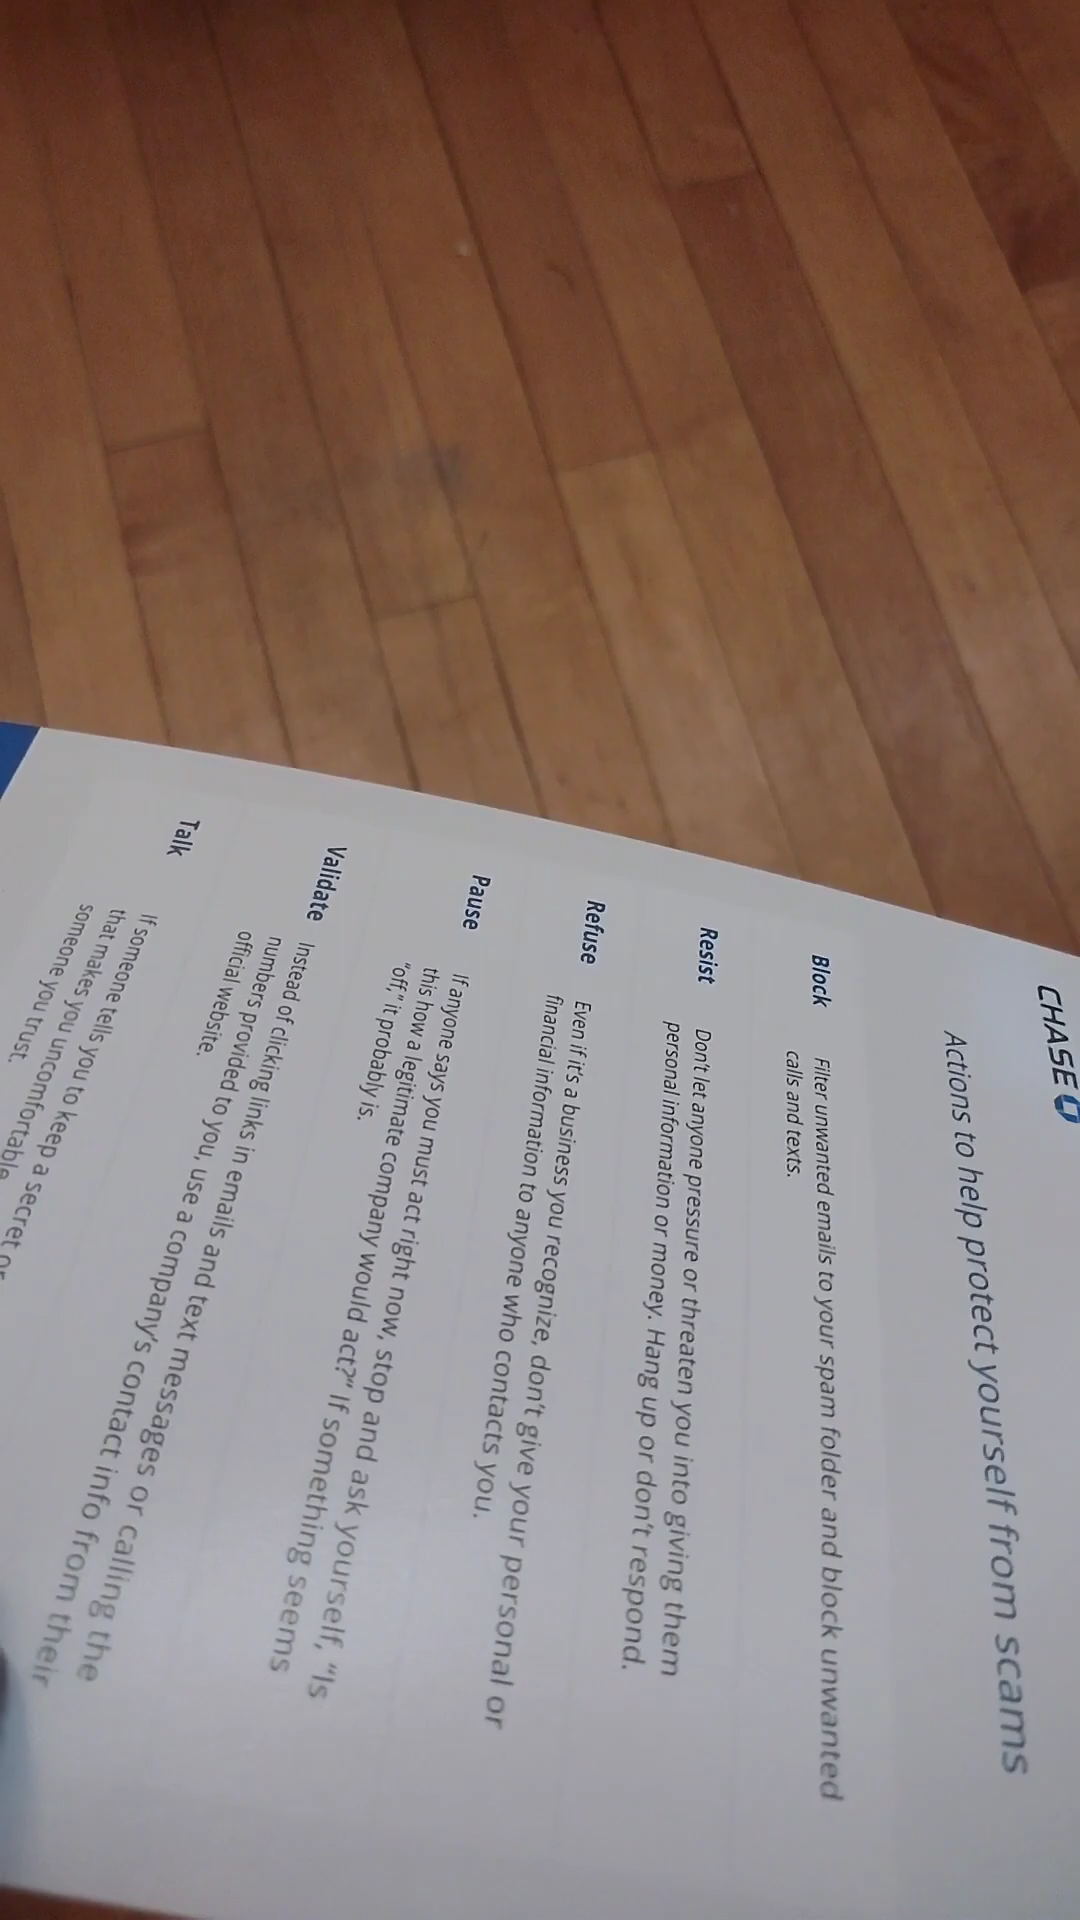 CHASE
Actions to help protect yourself from scams
Block
Filter unwanted emails to your spam folder and block unwanted
calls and texts.
Resist
Don't let anyone pressure or threaten you into giving them
personal information or money. Hang up or don't respond.
Refuse
Even if it's a business you recognize, don't give your personal or
financial information to anyone who contacts you.
Pause
If anyone says you must act right now, stop and ask yourself, "Is
this how a legitimate company would act?" If something seems
"off," it probably is.
Validate
Instead of clicking links in emails and text messages or calling the
numbers provided to you, use a company's contact info from their
official website.
Talk
If someone tells you to keep a secret or
that makes you uncomfortable
someone you trust.